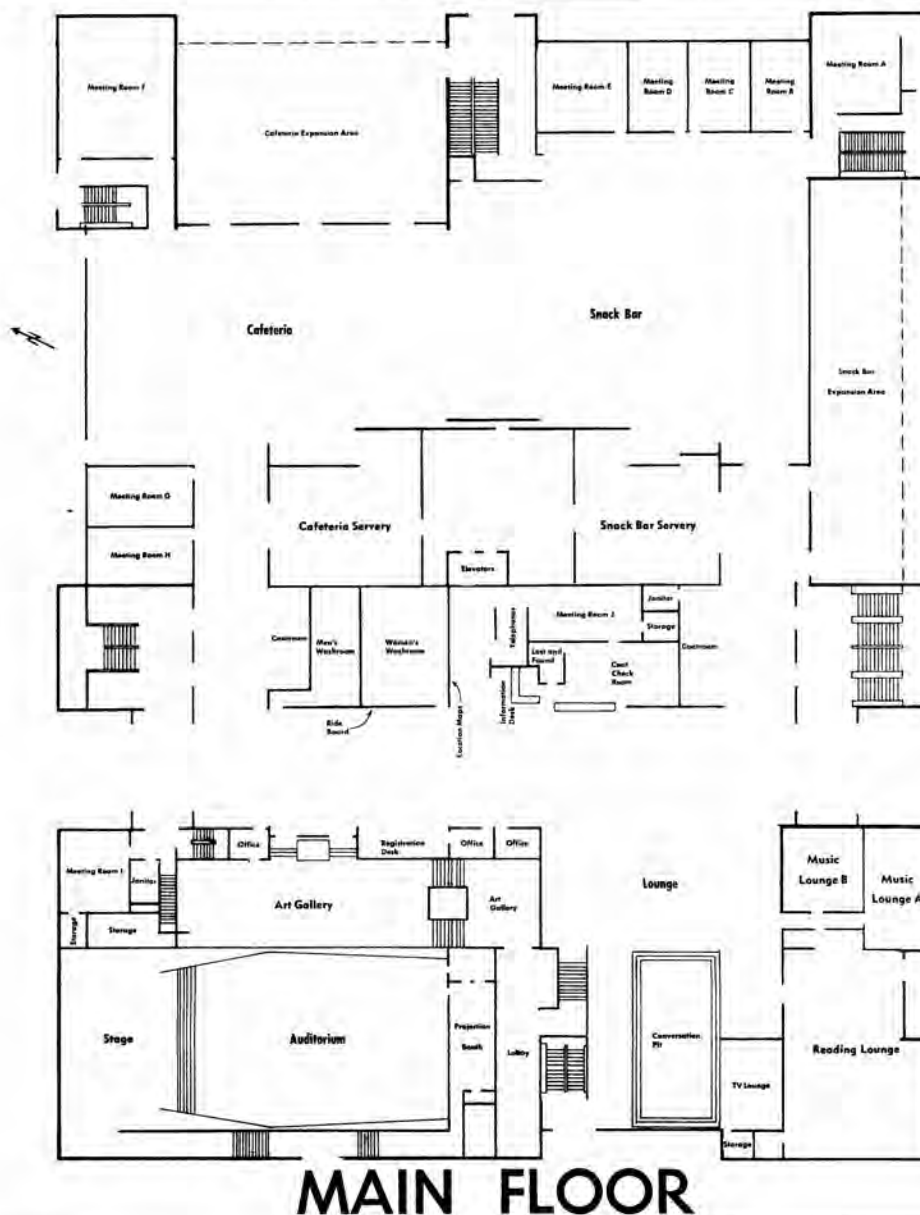 Meeting Room F
Cafeteria Expansion Area
Meeting Room E
Meeting
Room D
Meeting
Room C
Meeting
Room B
Meeting
Room A
Cafeteria
Snack Bar
Snack Bar
Expansion Area
Meeting Room G
Meeting Room H
Cafeteria Servery
Snack Bar Servery
Elevators
Coatroom
Men's
Washroom
Women's
Washroom
Telephones
Meeting Room J
Janitor
Storage
Lost and
Found
Coat
Check
Room
Coatroom
Ride
Board
Location Maps
Information
Desk
Meeting Room I
Janitor
Storage
Storage
Office
Registration
Desk
Office
Office
Art Gallery
Art
Gallery
Lounge
Music
Lounge B
Music
Lounge A
Stage
Auditorium
Projection
Booth
Lobby
Conversation
Pit
TV Lounge
Reading Lounge
Storage
MAIN FLOOR